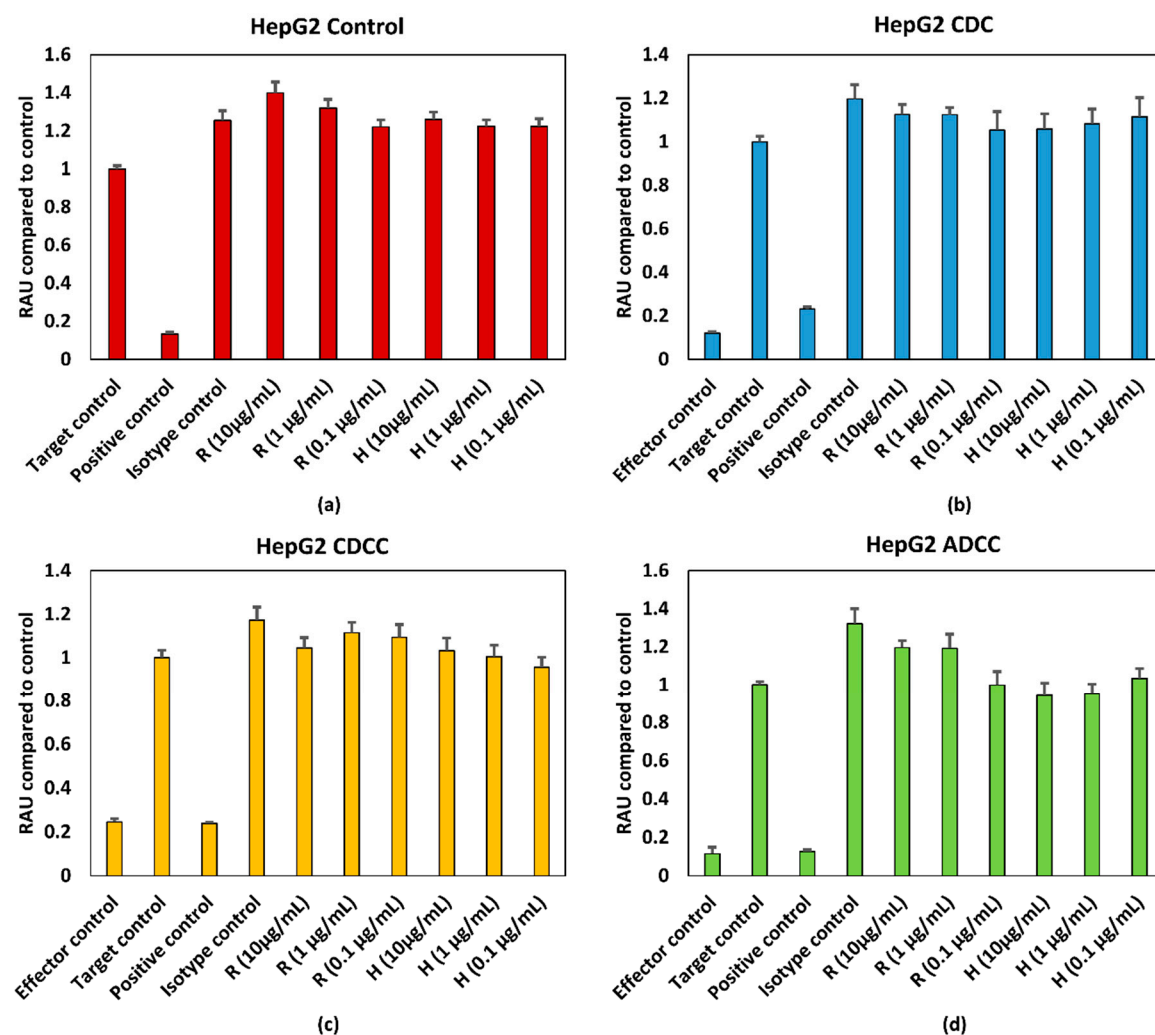 HepG2 Control
RAU compared to control
1.6
1.4
1.2
1
0.8
0.6
0.4
0.2
0
Target control
Positive control
Isotype control
R (10µg/mL)
R (1 µg/mL)
R (0.1 µg/mL)
H (10µg/mL)
H (1 µg/mL)
H (0.1 µg/mL)
(a)
HepG2 CDC
RAU compared to control
1.4
1.2
1
0.8
0.6
0.4
0.2
0
Effector control
Target control
Positive control
Isotype control
R (10µg/mL)
R (1 µg/mL)
R (0.1 µg/mL)
H (10µg/mL)
H (1 µg/mL)
H (0.1 µg/mL)
(b)
HepG2 CDCC
RAU compared to control
1.4
1.2
1
0.8
0.6
0.4
0.2
0
Effector control
Target control
Positive control
Isotype control
R (10µg/mL)
R (1 µg/mL)
R (0.1 µg/mL)
H (10µg/mL)
H (1 µg/mL)
H (0.1 µg/mL)
(c)
HepG2 ADCC
RAU compared to control
1.6
1.4
1.2
1
0.8
0.6
0.4
0.2
0
Effector control
Target control
Positive control
Isotype control
R (10µg/mL)
R (1 µg/mL)
R (0.1 µg/mL)
H (10µg/mL)
H (1 µg/mL)
H (0.1 µg/mL)
(d)